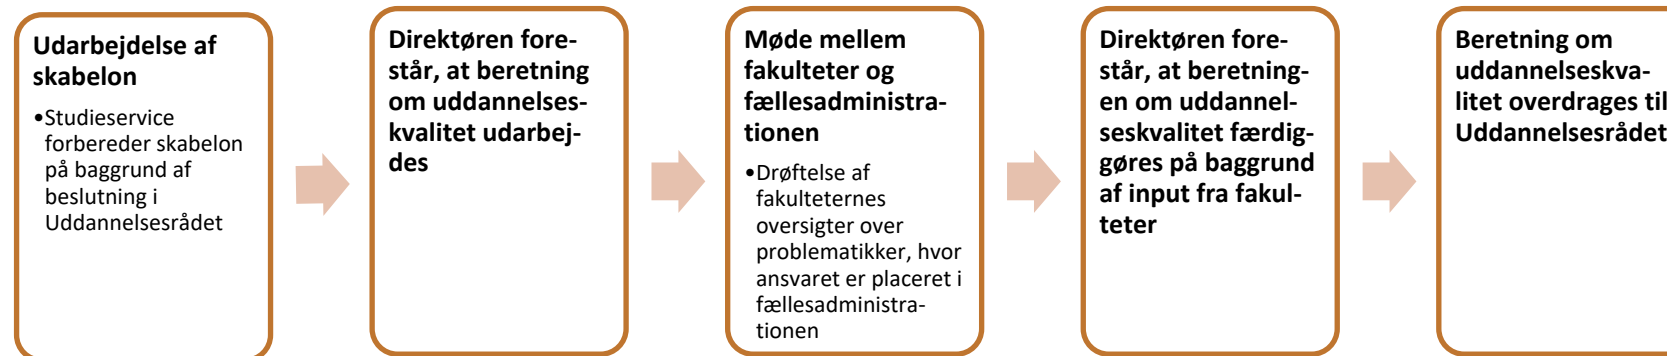 Udarbejdelse af
skabelon
•Studieservice
forbereder skabelon
på baggrund af
beslutning i
Uddannelsesrådet
Direktøren fore-
står, at beretning
om uddannelses-
kvalitet udarbej-
des
Møde mellem
fakulteter og
fællesadministra-
tionen
•Drøftelse af
fakulteternes
oversigter over
problematikker, hvor
ansvaret er placeret i
fællesadministra-
tionen
Direktøren fore-
står, at beretning-
en om uddannel-
seskvalitet færdig-
gøres på baggrund
af input fra fakul-
teter
Beretning om
uddannelseskva-
litet overdrages til
Uddannelsesrådet